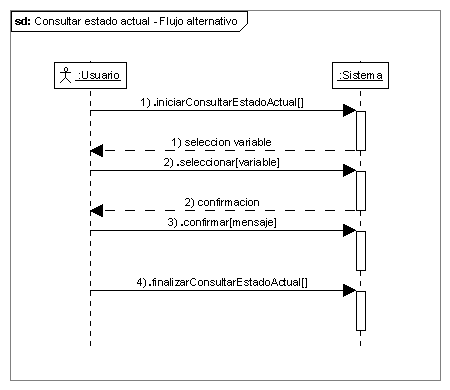 sd: Consultar estado actual - Flujo alternativo
:Usuario
:Sistema
1) .iniciarConsultarEstadoActual[]
1) seleccion variable
2) .seleccionar[variable]
2) confirmacion
3) .confirmar[mensaje]
4) .finalizarConsultarEstadoActual[]